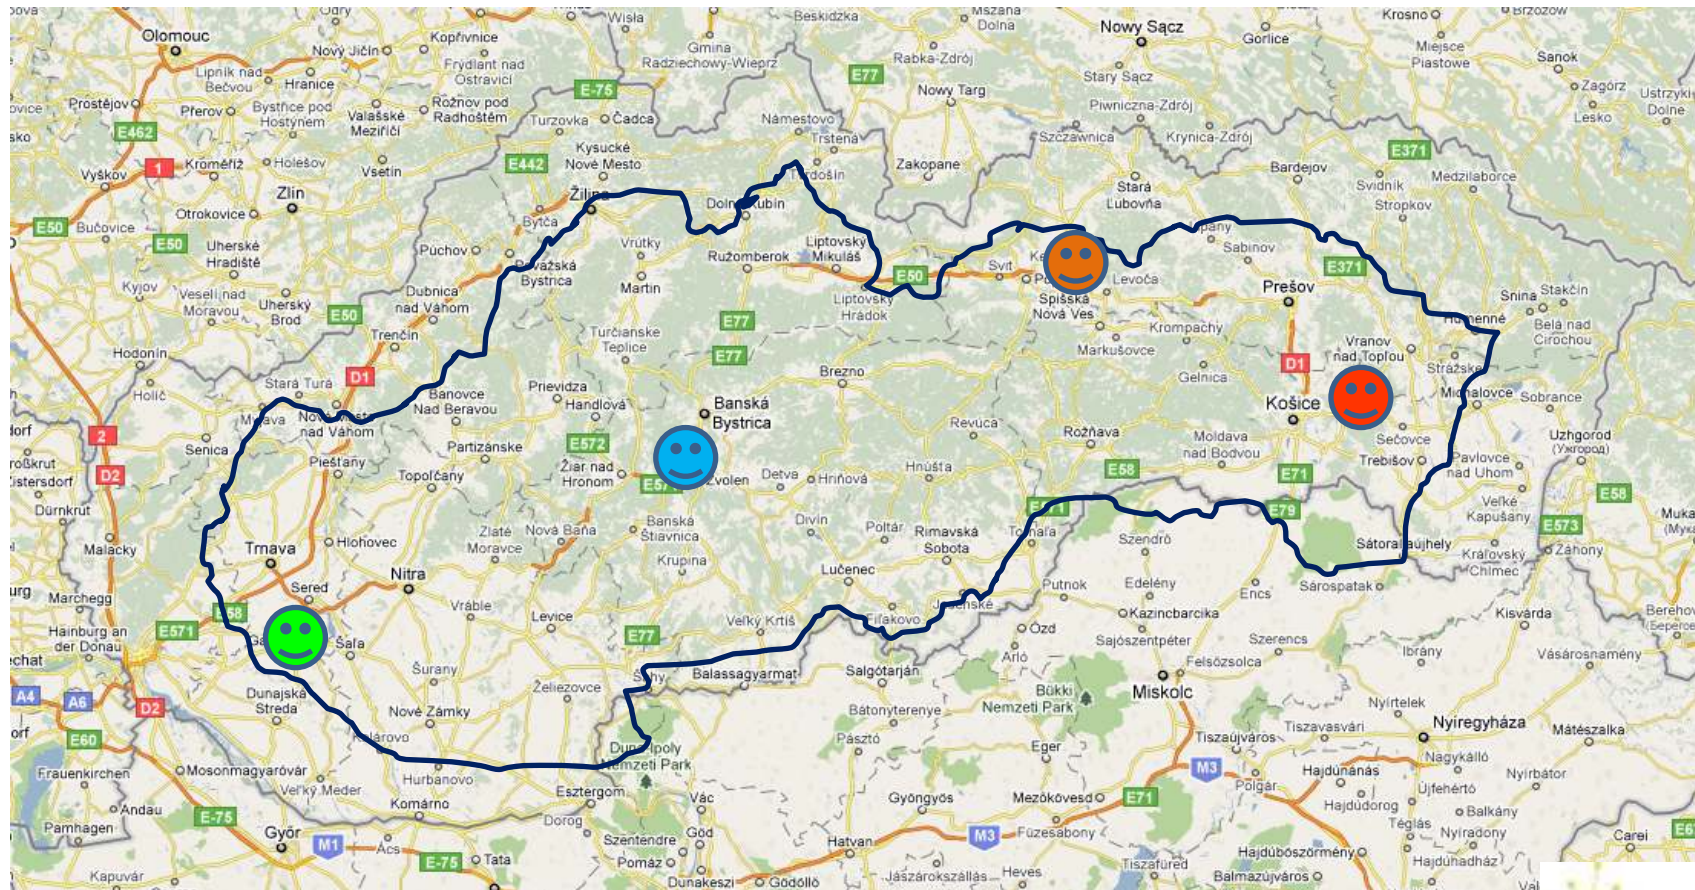 Olomouc
Odry
Kopřivnice
Wisła
Beskidzka
Mszana
Dolna
Nowy Sącz
Krosno
Brzozów
Nový Jičín
Gmina
Radziechowy-Wieprz
Rabka-Zdrój
Gorlice
Miejsce
Piastowe
Sanok
Lipník nad
Bečvou
Hranice
Frýdlant nad
Ostravicí
E-75
E77
Stary Sącz
Zagórz
Prostějov
Přerov
Bystřice pod
Hostýnem
Valašské
Meziříčí
Rožnov pod
Radhoštěm
Nowy Targ
Piwniczna-Zdrój
Lesko
Ustrzyki
Dolne
E462
Turzovka
Čadca
Námestovo
Trstená
Szczawnica
Krynica-Zdrój
E371
1
Kroměříž
Holešov
Vsetín
E442
Kysucké
Nové Mesto
Zakopane
Bardejov
Svidník
Medzilaborce
Vyškov
Zlín
Otrokovice
Stará
Ľubovňa
Stropkov
E50
Bučovice
E50
Uherské
Hradiště
Bytča
Púchov
Vrútky
Ružomberok
Liptovský
Mikuláš
Sabinov
E371
Kyjov
Veselí nad
Moravou
Uherský
Brod
E50
Dubnica
nad Váhom
Bystrica
Martin
E50
Svit
Liptovský
Hrádok
Levoča
Spišská
Nová Ves
Prešov
Snina
Stakčín
Belá nad
Cirochou
Hodonín
Holíč
Trenčín
Turčianske
Teplice
E77
E77
Krompachy
Markušovce
D1
Vranov
nad Topľou
Strážske
D1
Stará Turá
Myjava
nad Váhom
Banovce
Nad Beravou
Prievidza
Handlová
Brezno
Gelnica
Košice
Michalovce
Sobrance
2
D2
Senica
Piešťany
Partizánske
Topoľčany
E572
Banská
Bystrica
Žiar nad
Hronom
Zvolen
Detva
Hriňová
Hnúšťa
Revúca
Rožňava
Moldava
nad Bodvou
E58
E71
Sečovce
Trebišov
Pavlovce
nad Uhom
Uzhgorod
(Ужгород)
E58
Dürnkrut
Malacky
Trnava
Hlohovec
Zlaté
Moravce
Nová Baňa
Banská
Štiavnica
Krupina
Divín
Poltár
Rimavská
Sobota
Szendrő
E79
Veľké
Kapušany
E573
Záhony
Kráľovský
Chlmec
Marchegg
Sereď
Nitra
Vráble
Levice
Lučenec
Putnok
Edelény
Encs
Sárospatak
Kisvárda
Hainburg an
der Donau
E571
Šaľa
Šurany
E77
Veľký Krtíš
Fiľakovo
Ózd
Kazincbarcika
Sajószentpéter
Szerencs
Ibrány
Vásárosnamény
A4
A6
D2
Dunajská
Streda
Želiezovce
Balassagyarmat
Salgótarján
Arló
Felsőzsolca
Miskolc
E60
Nové Zámky
Bátonyterenye
Bükki
Nemzeti Park
Nyírtelek
Nyíregyháza
Mátészalka
Tiszavasvári
Frauenkirchen
Mosonmagyaróvár
Veľký Meder
Hurbanovo
Nemzeti Park
Pásztó
Eger
Tiszaújváros
Nagykálló
Andau
E-75
Komárno
Esztergom
Vác
Gyöngyös
Mezőkövesd
E71
M3
Polgár
Hajdúnánás
Hajdúdorog
Újfehértó
Nyírbátor
Balkány
Pamhagen
Győr
M1
Ács
Dorog
Szentendre
Göd
Hatvan
M3
Füzesabony
Téglás
Nyíradony
Carei
Kapuvár
E-75
Tata
Pomáz
Dunakeszi
Gödöllő
Jászárokszállás
Heves
Tiszafüred
Hajdúböszörmény
Balmazújváros
Hajdúhadház